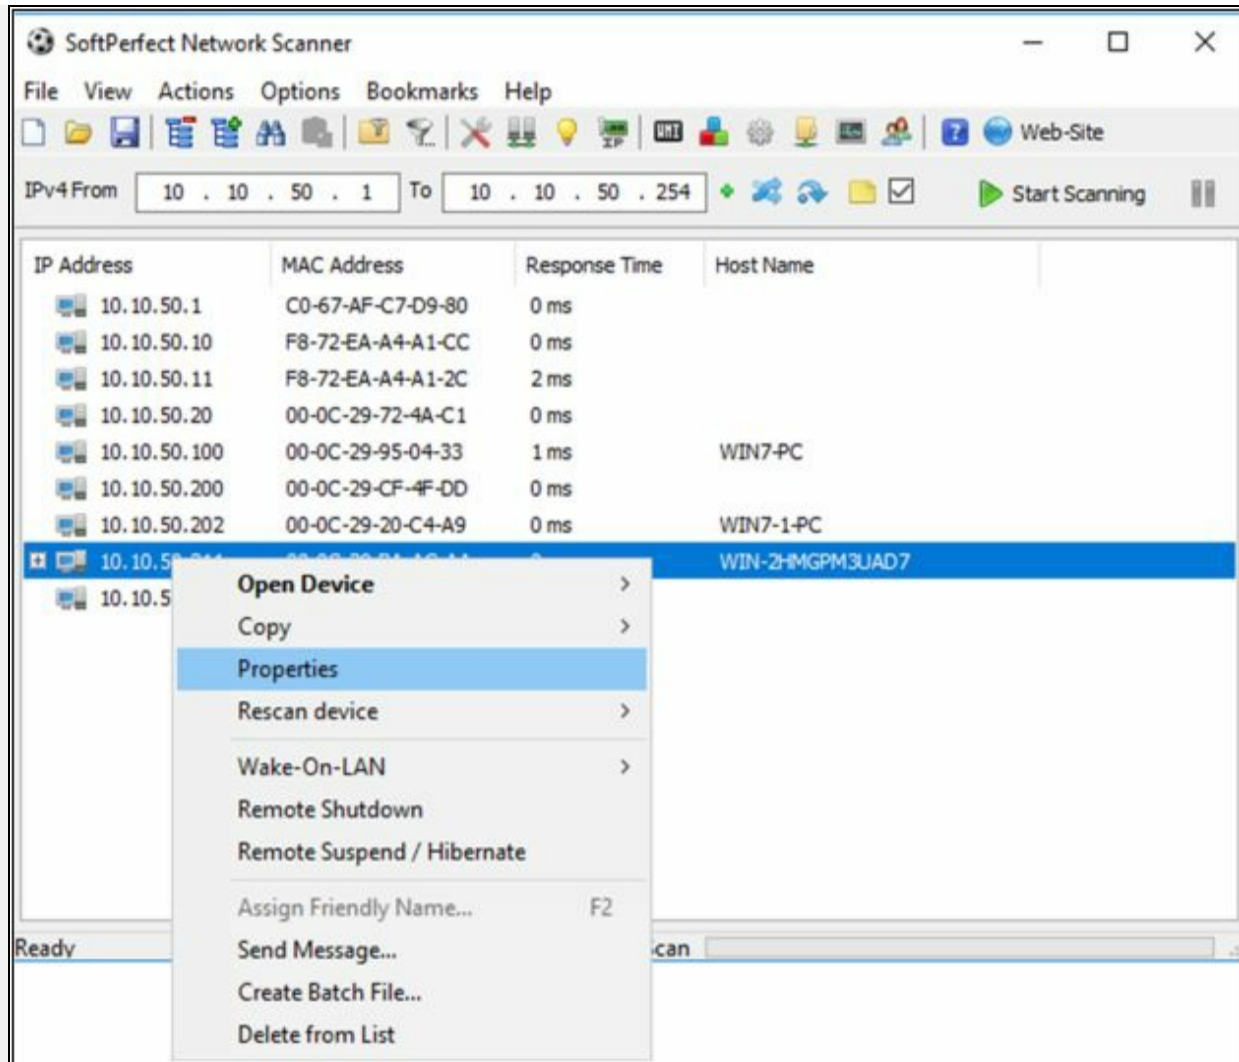 SoftPerfect Network Scanner
File View Actions Options Bookmarks Help
Web-Site
IPv4 From 10 . 10 . 50 . 1 To 10 . 10 . 50 . 254 Start Scanning
IP Address MAC Address Response Time Host Name
10.10.50.1 C0-67-AF-C7-D9-80 0 ms
10.10.50.10 F8-72-EA-A4-A1-CC 0 ms
10.10.50.11 F8-72-EA-A4-A1-2C 2 ms
10.10.50.20 00-0C-29-72-4A-C1 0 ms
10.10.50.100 00-0C-29-95-04-33 1 ms WIN7-PC
10.10.50.200 00-0C-29-CF-4F-DD 0 ms
10.10.50.202 00-0C-29-20-C4-A9 0 ms WIN7-1-PC
10.10.5 WIN-2HMGPM3UAD7
10.10.5
Open Device
Copy
Properties
Rescan device
Wake-On-LAN
Remote Shutdown
Remote Suspend / Hibernate
Assign Friendly Name... F2
Send Message...
Create Batch File...
Delete from List
Ready can